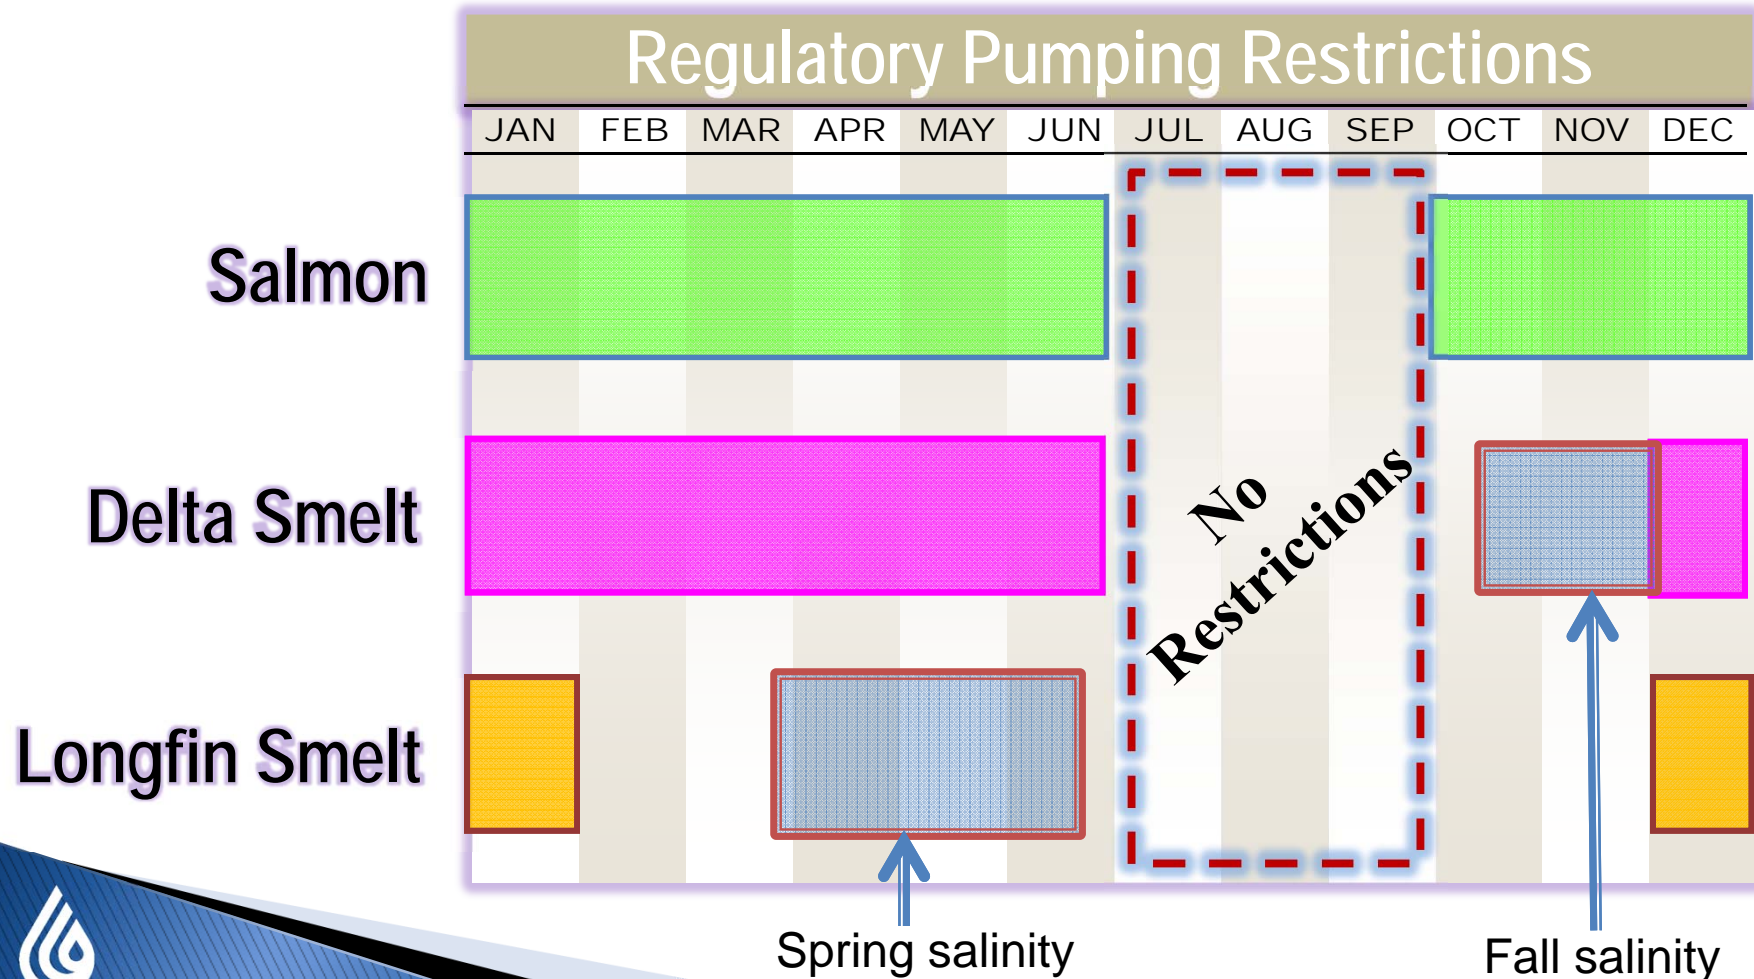 Regulatory Pumping Restrictions
JAN FEB MAR APR MAY JUN JUL AUG SEP OCT NOV DEC
Salmon
Delta Smelt
No
Restrictions
Longfin Smelt
Spring salinity
Fall salinity